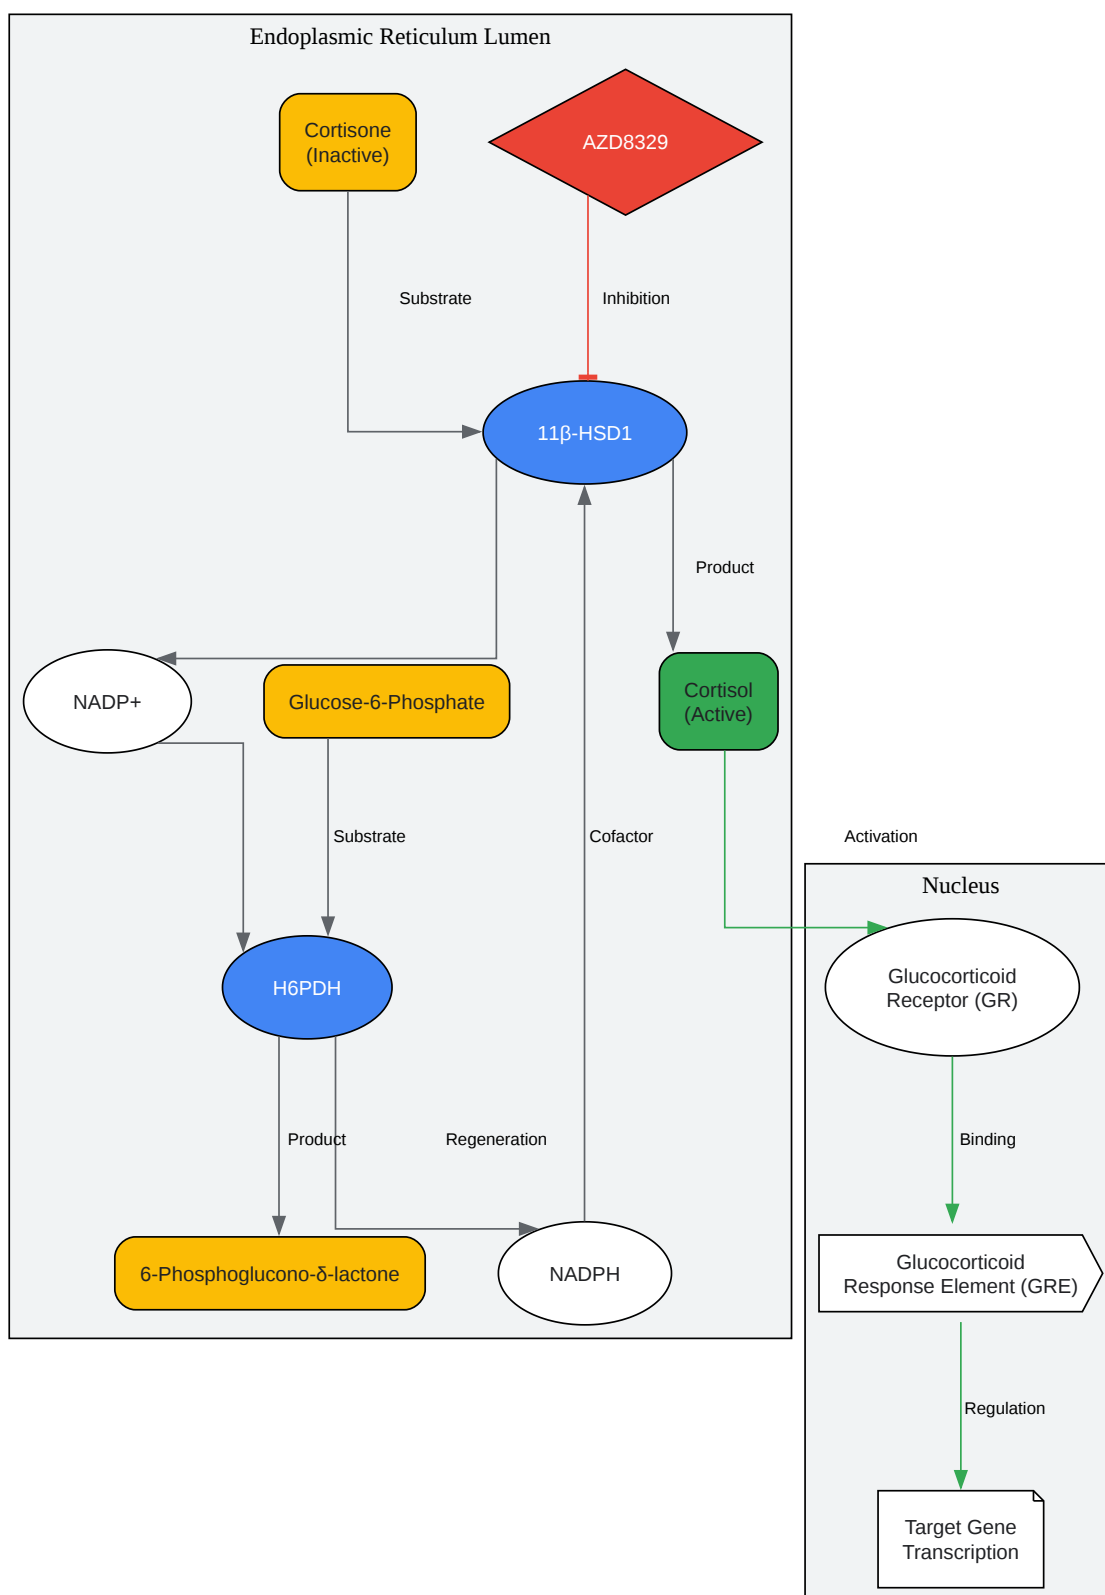 Endoplasmic Reticulum Lumen
Cortisone
(Inactive)
AZD8329
Substrate
Inhibition
11β-HSD1
Product
NADP+
Glucose-6-Phosphate
Cortisol
(Active)
Substrate
Cofactor
Activation
Nucleus
H6PDH
Glucocorticoid
Receptor (GR)
Product
Regeneration
Binding
6-Phosphoglucono-δ-lactone
NADPH
Glucocorticoid
Response Element (GRE)
Regulation
Target Gene
Transcription